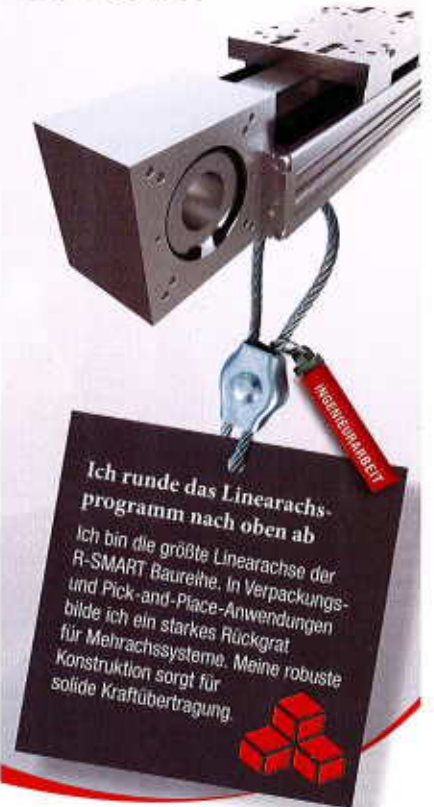 INGENIEURARBEIT
Ich runde das Linearachs-
programm nach oben ab
Ich bin die größte Linearachse der
R-SMART Baureihe. In Verpackungs-
und Pick-and-Place-Anwendungen
bilde ich ein starkes Rückgrat
für Mehrachssysteme. Meine robuste
Konstruktion sorgt für
solide Kraftübertragung.